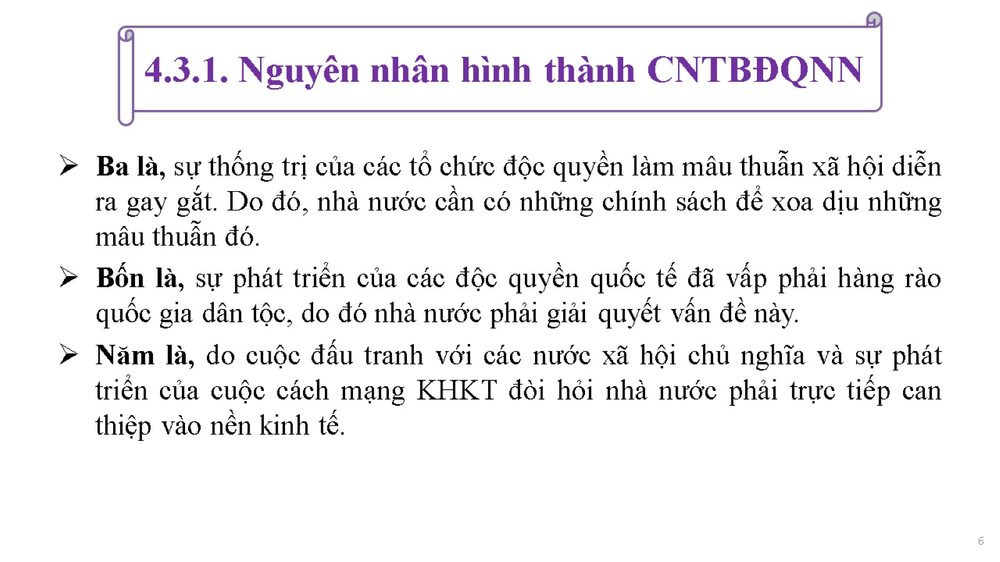 4.3.1. Nguyên nhân hình thành CNTBĐQNN
Ba là, sự thống trị của các tổ chức độc quyền làm mâu thuẫn xã hội diễn
ra gay gắt. Do đó, nhà nước cần có những chính sách để xoa dịu những
mâu thuẫn đó.
Bốn là, sự phát triển của các độc quyền quốc tế đã vấp phải hàng rào
quốc gia dân tộc, do đó nhà nước phải giải quyết vấn đề này.
Năm là, do cuộc đấu tranh với các nước xã hội chủ nghĩa và sự phát
triển của cuộc cách mạng KHKT đòi hỏi nhà nước phải trực tiếp can
thiệp vào nền kinh tế.
6